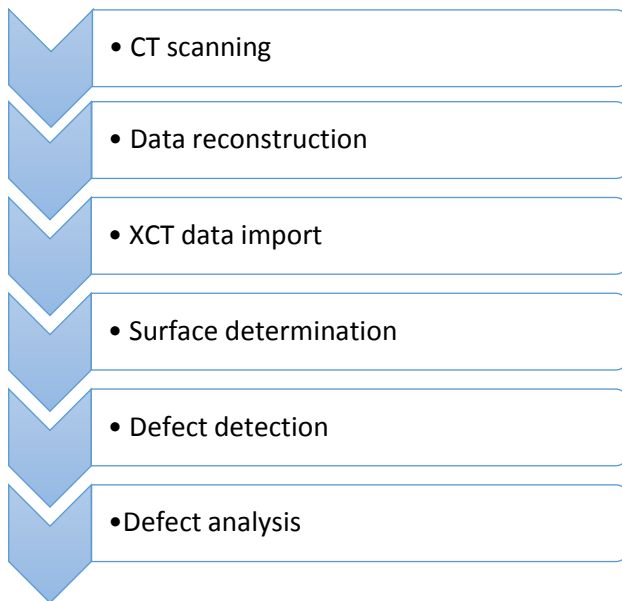 • CT scanning
• Data reconstruction
• XCT data import
• Surface determination
• Defect detection
•Defect analysis